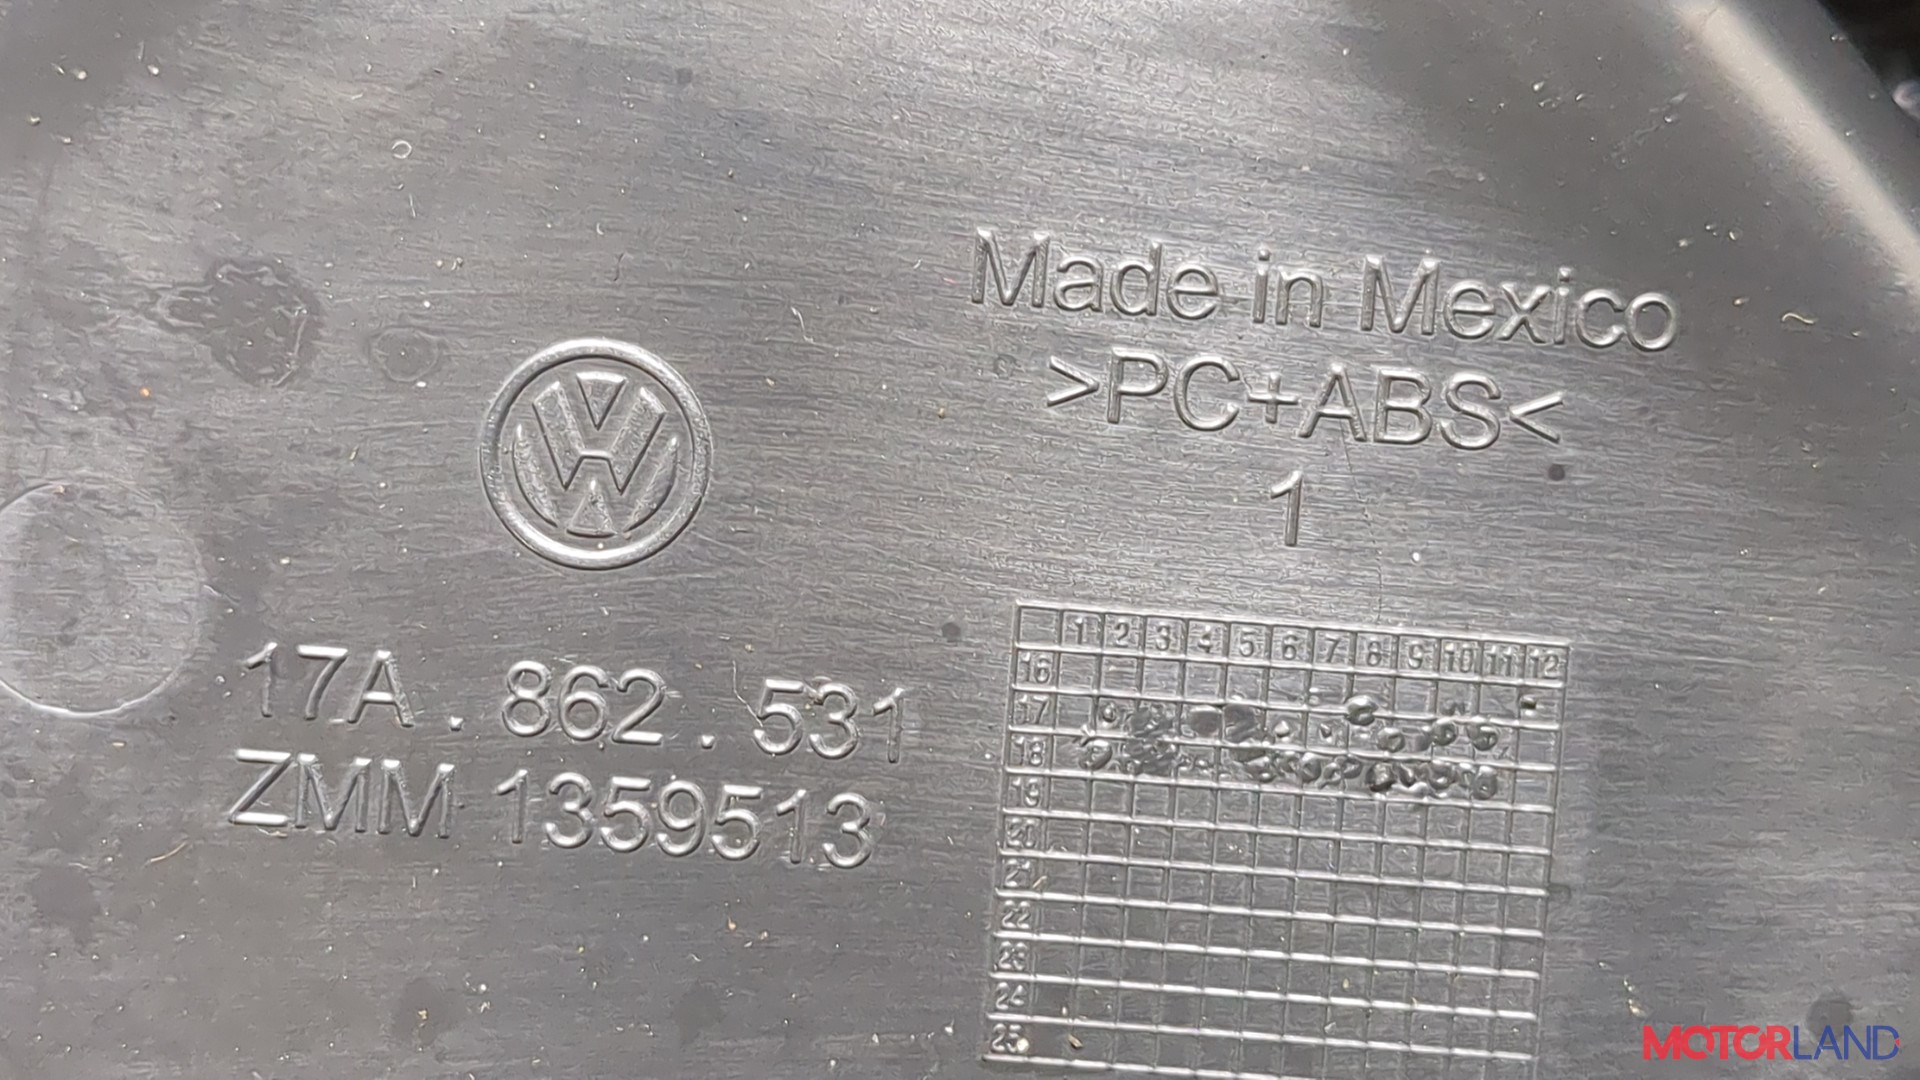 Made in Mexico
>PC+ABS<
1
17A . 862 . 531
ZMM 1359513
1 2 3 4 5 6 7 8 9 10 11 12
16
17
18
19
20
21
22
23
24
25
MOTORLAND